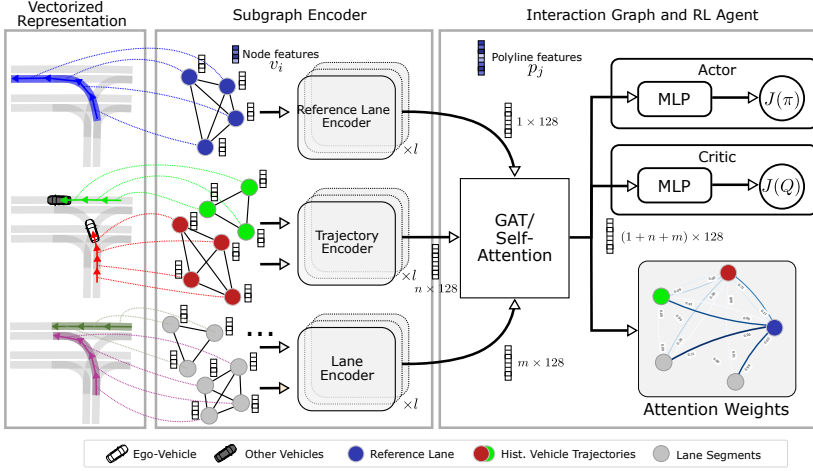 Vectorized
Representation
Subgraph Encoder
Interaction Graph and RL Agent
Node features
v_i
Reference Lane
Encoder
×l
Trajectory
Encoder
×l
...
Lane
Encoder
×l
Polyline features
p_j
1 × 128
n × 128
m × 128
GAT/
Self-
Attention
(1 + n + m) × 128
Actor
MLP
J(π)
Critic
MLP
J(Q)
Attention Weights
Ego-Vehicle
Other Vehicles
Reference Lane
Hist. Vehicle Trajectories
Lane Segments